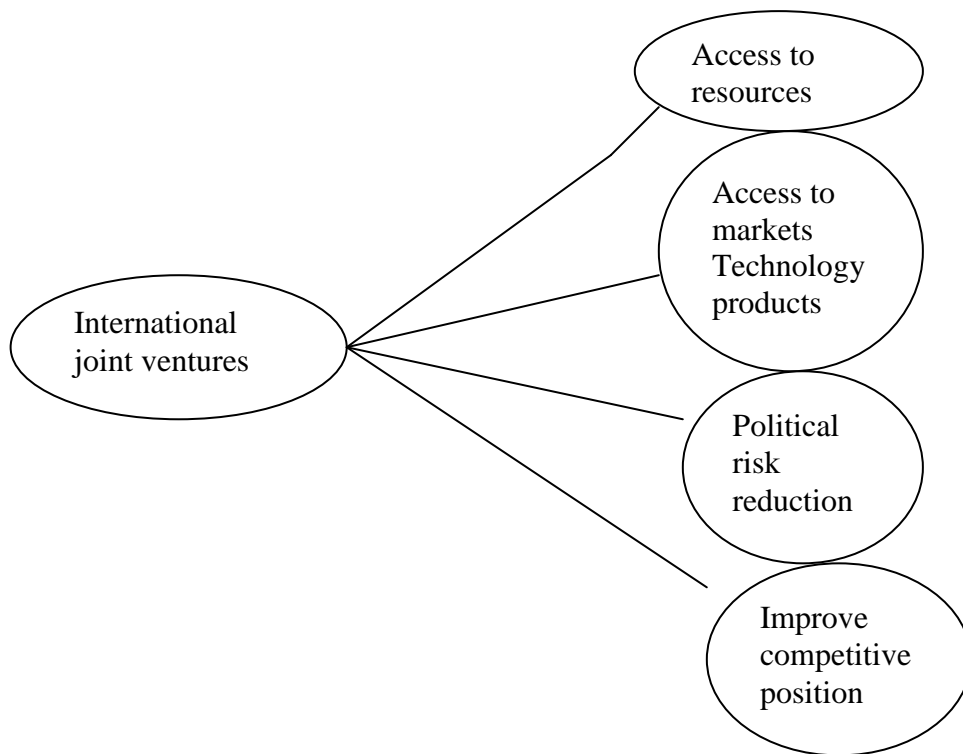 Access to
resources
Access to
markets
Technology
products
International
joint ventures
Political
risk
reduction
Improve
competitive
position